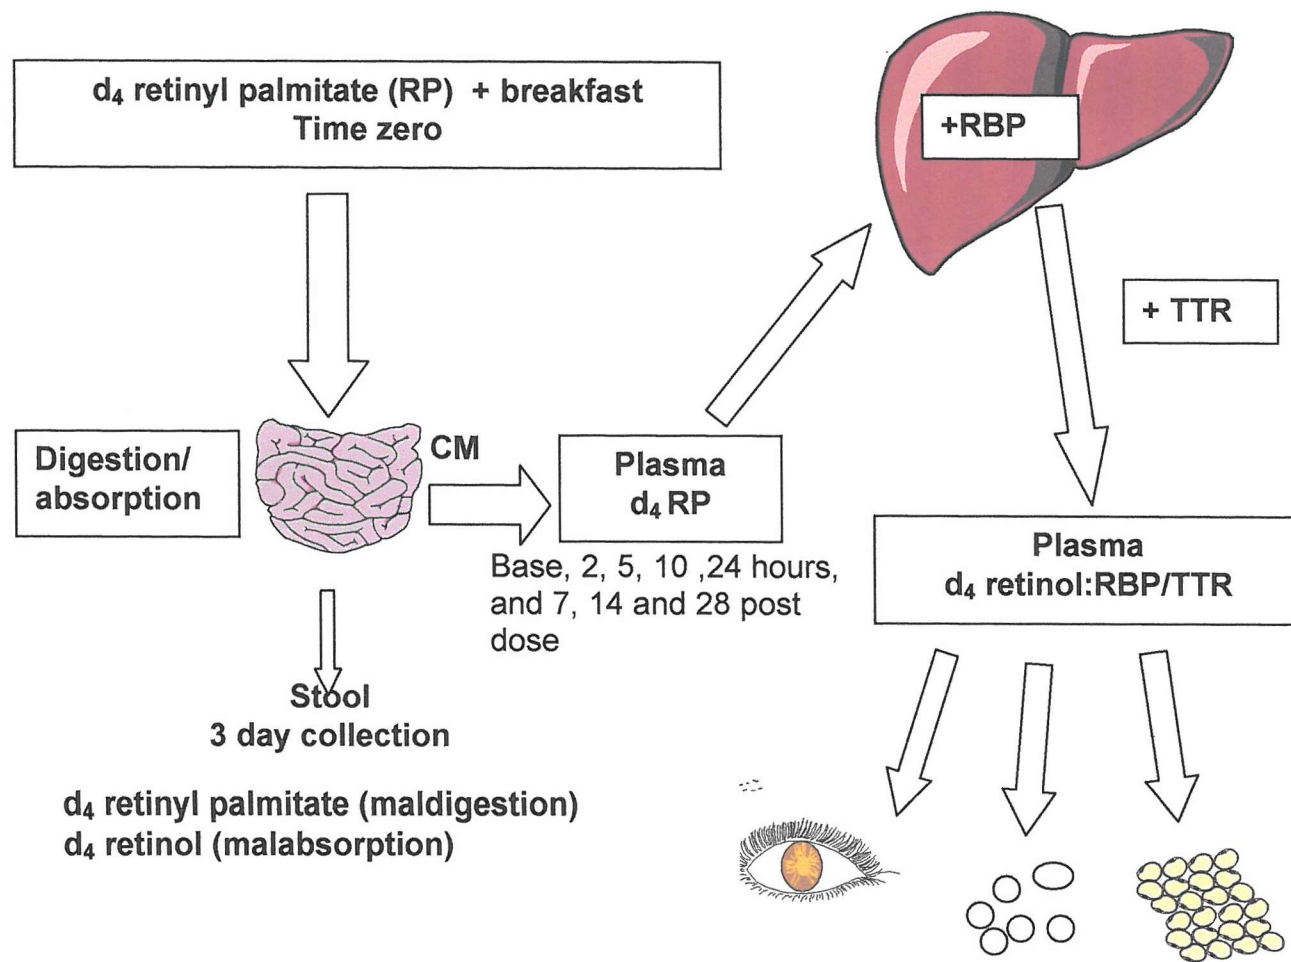 d₄ retinyl palmitate (RP) + breakfast
Time zero
+RBP
+ TTR
Digestion/
absorption
CM
Plasma
d₄ RP
Base, 2, 5, 10 ,24 hours,
and 7, 14 and 28 post
dose
Plasma
d₄ retinol:RBP/TTR
Stool
3 day collection
d₄ retinyl palmitate (maldigestion)
d₄ retinol (malabsorption)